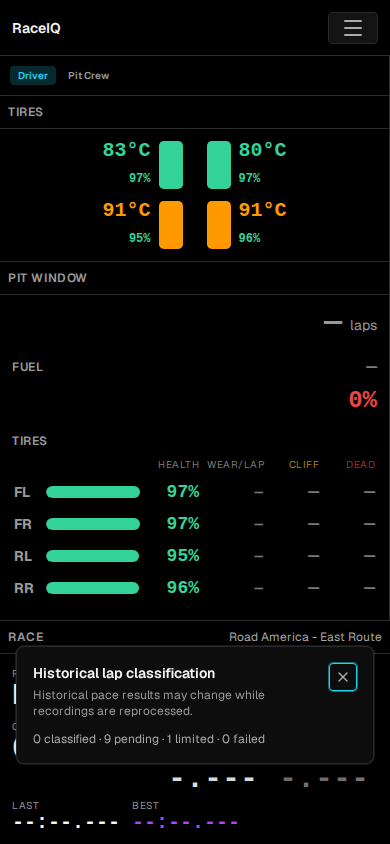 RaceIQ
Driver Pit Crew
TIRES
83°C 80°C
97% 97%
91°C 91°C
95% 96%
PIT WINDOW
— laps
FUEL —
0%
TIRES
HEALTH WEAR/LAP CLIFF DEAD
FL 97% — — —
FR 97% — — —
RL 95% — — —
RR 96% — — —
RACE Road America - East Route
Historical lap classification
Historical pace results may change while
recordings are reprocessed.
0 classified · 9 pending · 1 limited · 0 failed
-.--- -.---
LAST BEST
--:--.--- --:--.---